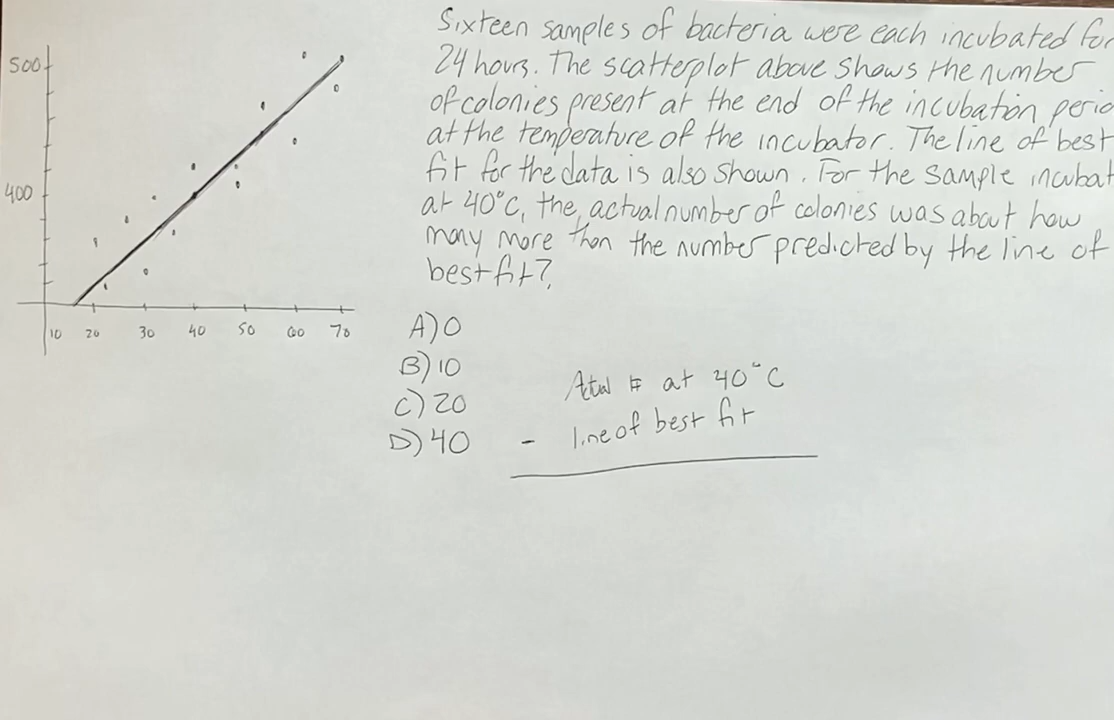 Sixteen samples of bacteria were each incubated for
24 hours. The scatterplot above shows the number
of colonies present at the end of the incubation perio
at the temperature of the incubator. The line of best
fit for the data is also shown. For the sample incubat
at 40°C, the actual number of colonies was about how
many more than the number predicted by the line of
best fit?
500
400
10 20 30 40 50 60 70
A) 0
B) 10
C) 20
D) 40
Actual # at 40°C
- line of best fit